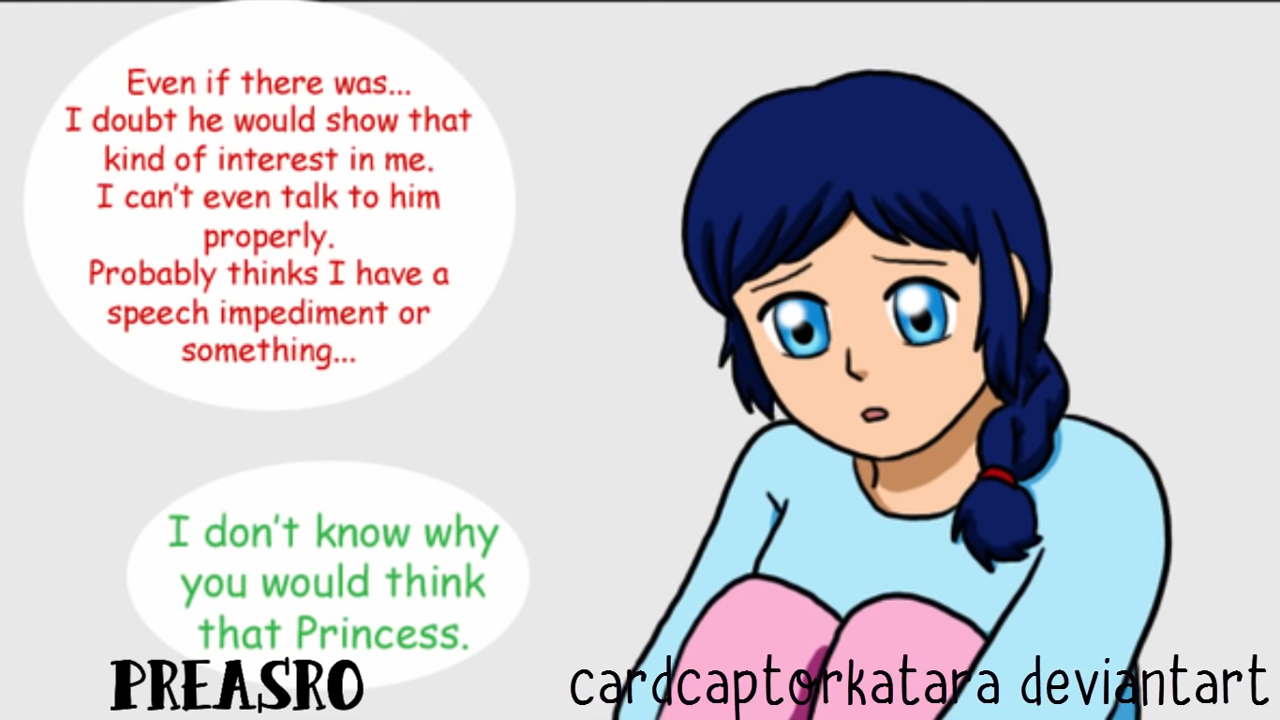 Even if there was...
I doubt he would show that
kind of interest in me.
I can't even talk to him
properly.
Probably thinks I have a
speech impediment or
something...
I don't know why
you would think
that Princess.
PREASRO
cardcaptorkatara deviantart